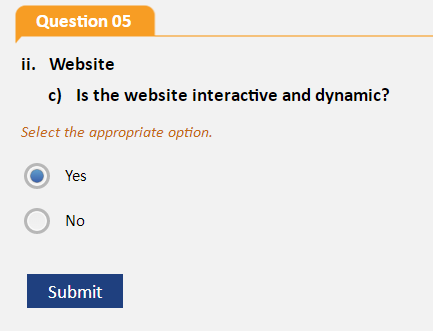 Question 05
ii. Website
c) Is the website interactive and dynamic?
Select the appropriate option.
Yes
No
Submit